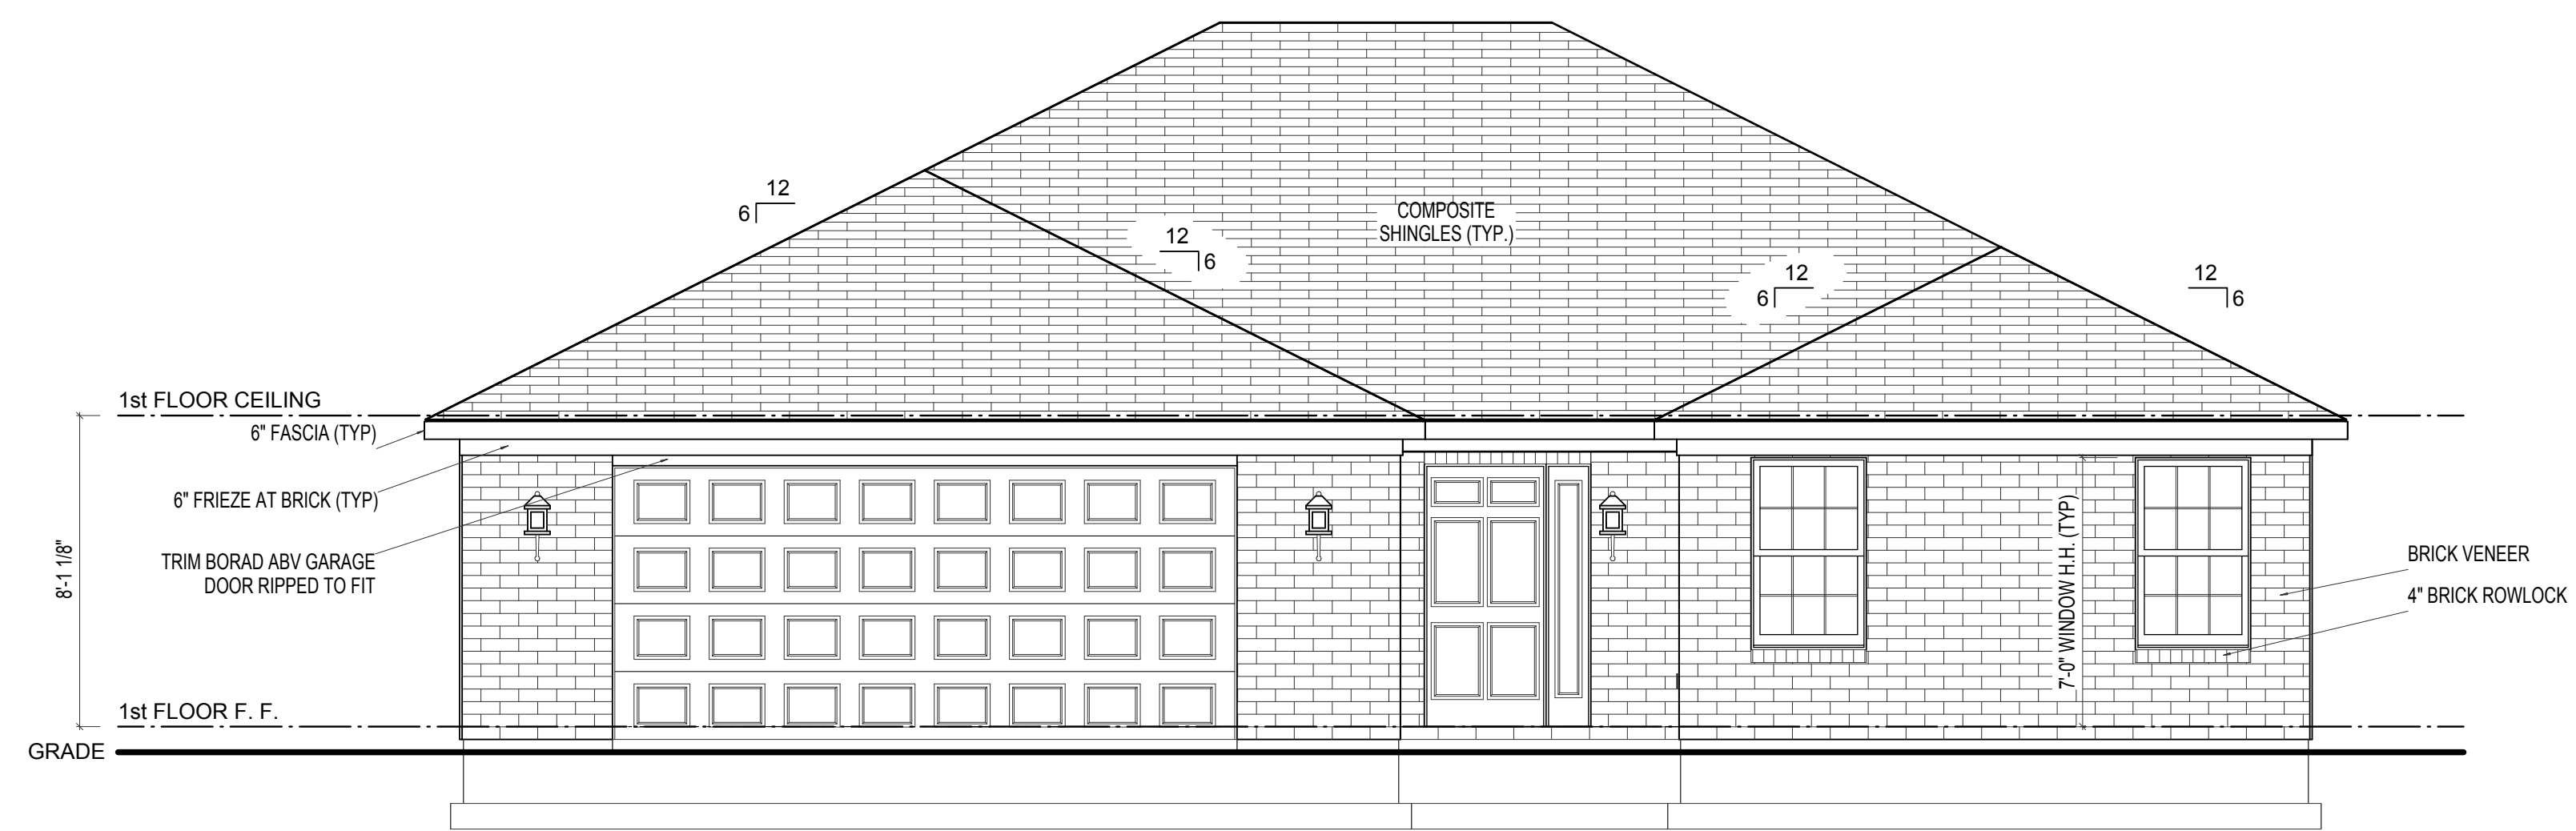 12
6
COMPOSITE
SHINGLES (TYP.)
12
6
12
6
12
6
1st FLOOR CEILING
6" FASCIA (TYP)
6" FRIEZE AT BRICK (TYP)
TRIM BORAD ABV GARAGE
DOOR RIPPED TO FIT
8'-1 1/8"
7'-0" WINDOW H.H. (TYP)
BRICK VENEER
4" BRICK ROWLOCK
1st FLOOR F. F.
GRADE